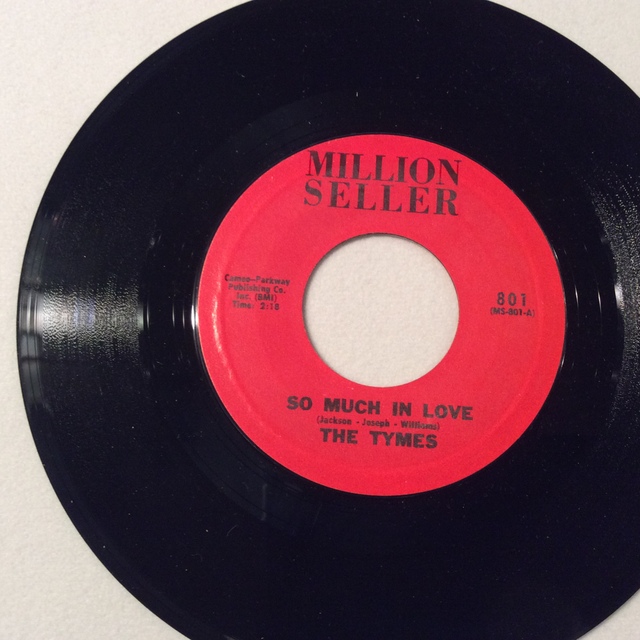 MILLION
SELLER
Cameo-Parkway
Publishing Co.
Inc. (BMI)
Time: 2:18
801
(MS-801-A)
SO MUCH IN LOVE
(Jackson - Joseph - Williams)
THE TYMES